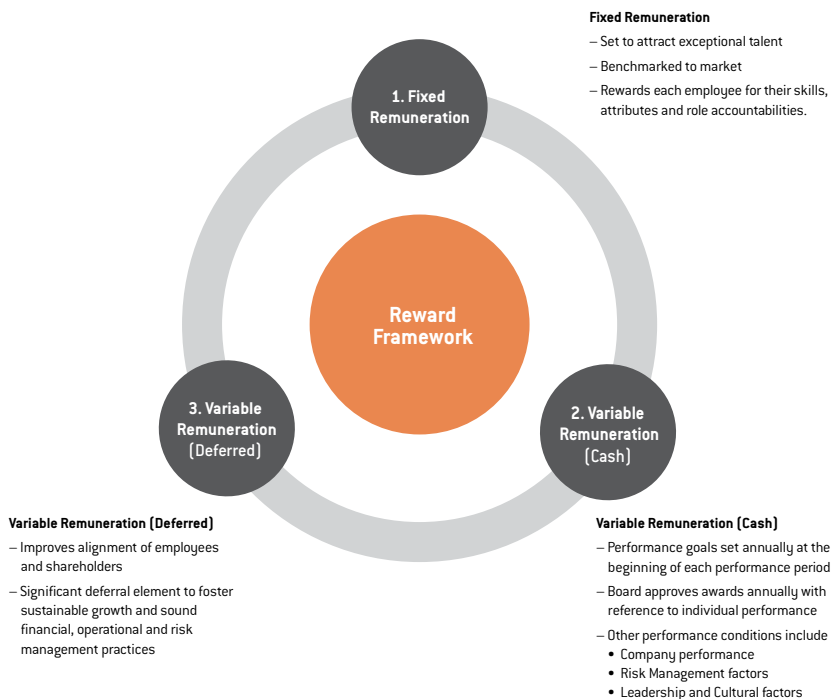 Fixed Remuneration
– Set to attract exceptional talent
– Benchmarked to market
– Rewards each employee for their skills,
attributes and role accountabilities.
1. Fixed
Remuneration
Reward
Framework
3. Variable
Remuneration
(Deferred)
2. Variable
Remuneration
(Cash)
Variable Remuneration (Deferred)
– Improves alignment of employees
and shareholders
– Significant deferral element to foster
sustainable growth and sound
financial, operational and risk
management practices
Variable Remuneration (Cash)
– Performance goals set annually at the
beginning of each performance period
– Board approves awards annually with
reference to individual performance
– Other performance conditions include
• Company performance
• Risk Management factors
• Leadership and Cultural factors